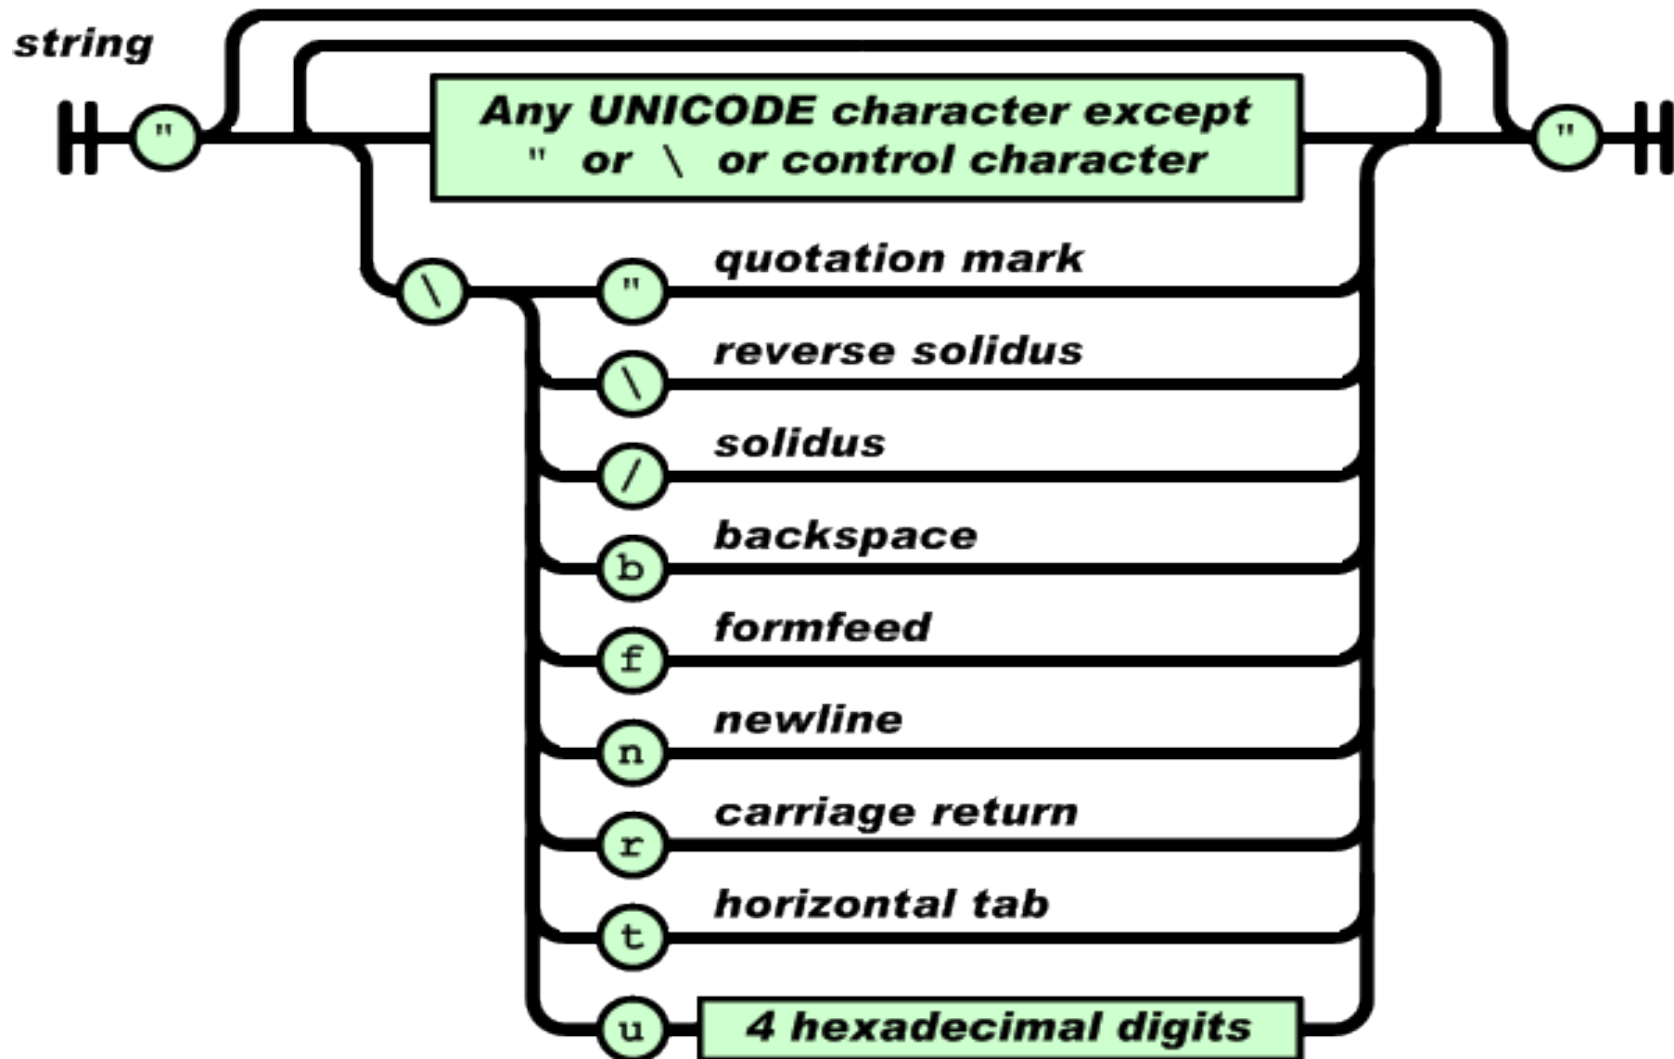 string
"
Any UNICODE character except
" or \ or control character
"
\
" quotation mark
\ reverse solidus
/ solidus
b backspace
f formfeed
n newline
r carriage return
t horizontal tab
u 4 hexadecimal digits